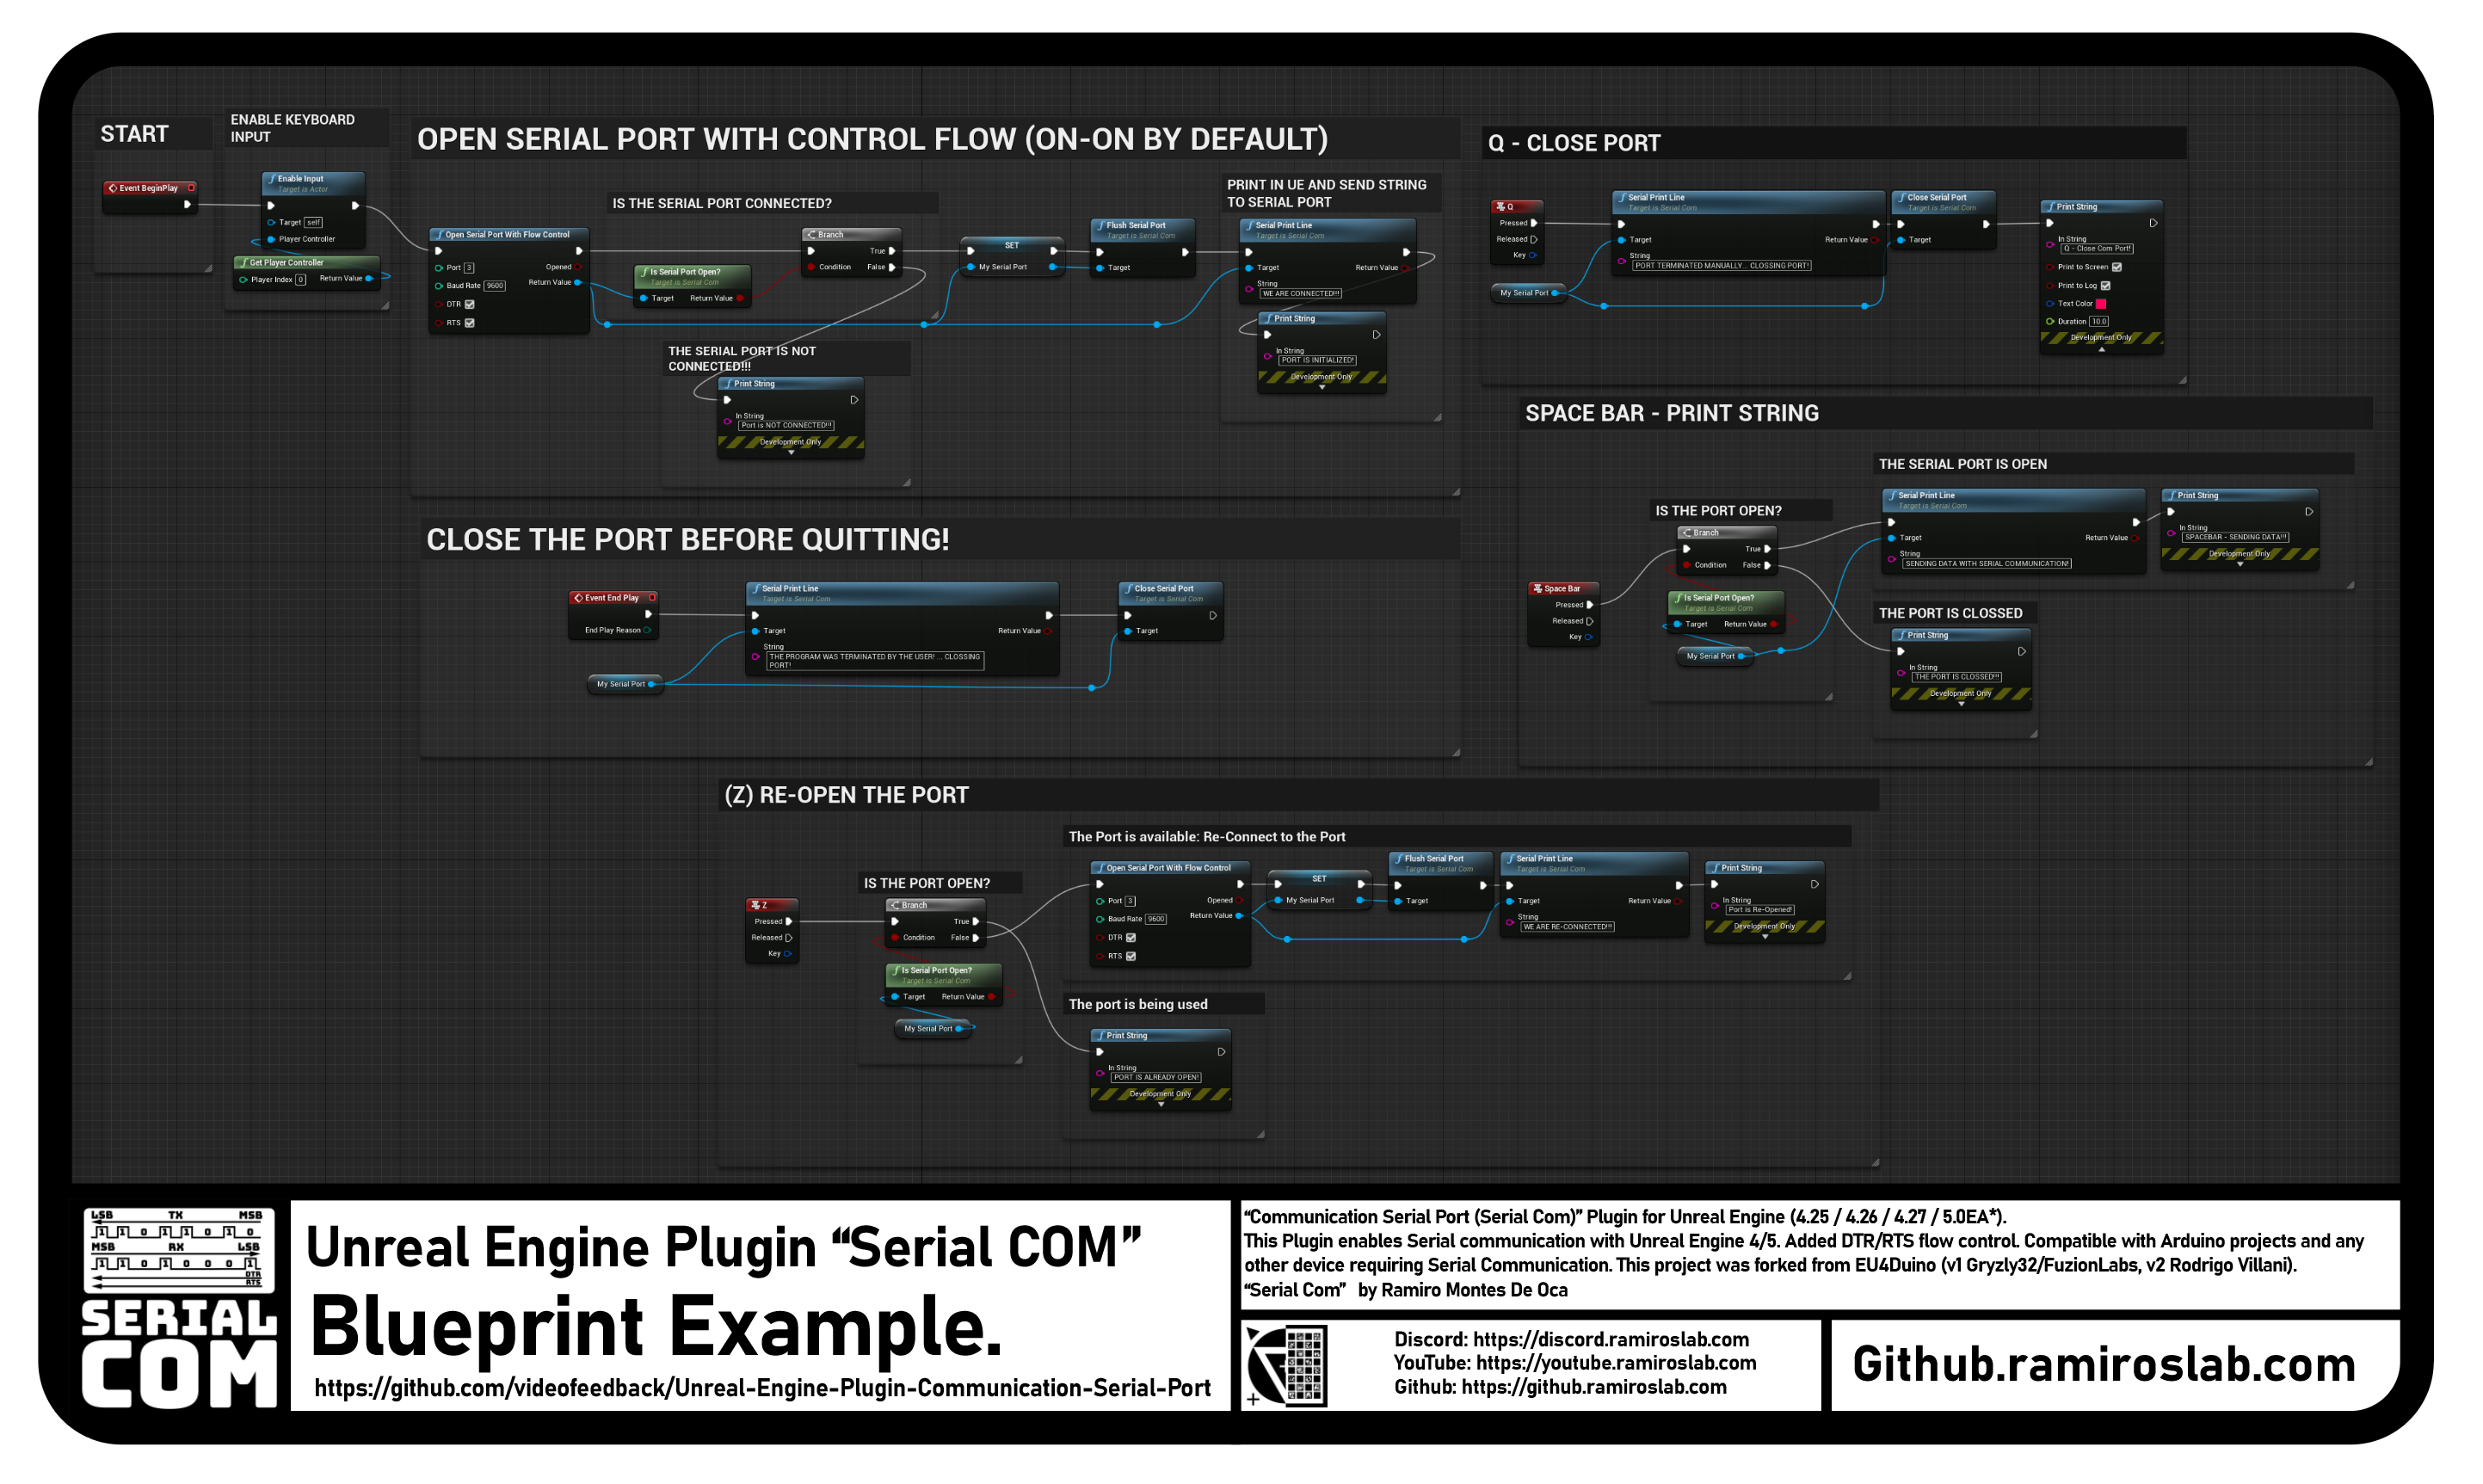 START
Event BeginPlay
ENABLE KEYBOARD
INPUT
Enable Input
Target is Actor
Target self
Player Controller
Get Player Controller
Player Index 0 Return Value
OPEN SERIAL PORT WITH CONTROL FLOW (ON-ON BY DEFAULT)
Open Serial Port With Flow Control
Port 3 Opened
Baud Rate 9600 Return Value
DTR
RTS
IS THE SERIAL PORT CONNECTED?
Is Serial Port Open?
Target is Serial Com
Target Return Value
Branch
True
Condition False
SET
My Serial Port
Flush Serial Port
Target is Serial Com
Target
PRINT IN UE AND SEND STRING
TO SERIAL PORT
Serial Print Line
Target is Serial Com
Target Return Value
String
WE ARE CONNECTED!!!
Print String
In String
PORT IS INITIALIZED!
Development Only
THE SERIAL PORT IS NOT
CONNECTED!!!
Print String
In String
Port is NOT CONNECTED!!!
Development Only
Q - CLOSE PORT
Q
Pressed
Released
Key
My Serial Port
Serial Print Line
Target is Serial Com
Target Return Value
String
PORT TERMINATED MANUALLY... CLOSSING PORT!
Close Serial Port
Target is Serial Com
Target
Print String
In String
Q - Close Com Port!
Print to Screen
Print to Log
Text Color
Duration 10.0
Development Only
SPACE BAR - PRINT STRING
Space Bar
Pressed
Released
Key
IS THE PORT OPEN?
Branch
True
Condition False
Is Serial Port Open?
Target is Serial Com
Target Return Value
My Serial Port
THE SERIAL PORT IS OPEN
Serial Print Line
Target is Serial Com
Target Return Value
String
SENDING DATA WITH SERIAL COMMUNICATION!
Print String
In String
SPACEBAR - SENDING DATA!!!
Development Only
THE PORT IS CLOSSED
Print String
In String
THE PORT IS CLOSSED!!!
Development Only
CLOSE THE PORT BEFORE QUITTING!
Event End Play
End Play Reason
My Serial Port
Serial Print Line
Target is Serial Com
Target Return Value
String
THE PROGRAM WAS TERMINATED BY THE USER! ... CLOSSING
PORT!
Close Serial Port
Target is Serial Com
Target
(Z) RE-OPEN THE PORT
Z
Pressed
Released
Key
IS THE PORT OPEN?
Branch
True
Condition False
Is Serial Port Open?
Target is Serial Com
Target Return Value
My Serial Port
The Port is available: Re-Connect to the Port
Open Serial Port With Flow Control
Port 3 Opened
Baud Rate 9600 Return Value
DTR
RTS
SET
My Serial Port
Flush Serial Port
Target is Serial Com
Target
Serial Print Line
Target is Serial Com
Target Return Value
String
WE ARE RE-CONNECTED!!!
Print String
In String
Port is Re-Opened!
Development Only
The port is being used
Print String
In String
PORT IS ALREADY OPEN!
Development Only
LSB TX MSB
1 1 0 1 1 0 1 0
MSB RX LSB
1 1 0 1 0 0 0 1
DTR
RTS
SERIAL
COM
Unreal Engine Plugin “Serial COM”
Blueprint Example.
https://github.com/videofeedback/Unreal-Engine-Plugin-Communication-Serial-Port
“Communication Serial Port (Serial Com)” Plugin for Unreal Engine (4.25 / 4.26 / 4.27 / 5.0EA*).
This Plugin enables Serial communication with Unreal Engine 4/5. Added DTR/RTS flow control. Compatible with Arduino projects and any
other device requiring Serial Communication. This project was forked from EU4Duino (v1 Gryzly32/FuzionLabs, v2 Rodrigo Villani).
“Serial Com” by Ramiro Montes De Oca
Discord: https://discord.ramiroslab.com
YouTube: https://youtube.ramiroslab.com
Github: https://github.ramiroslab.com
Github.ramiroslab.com